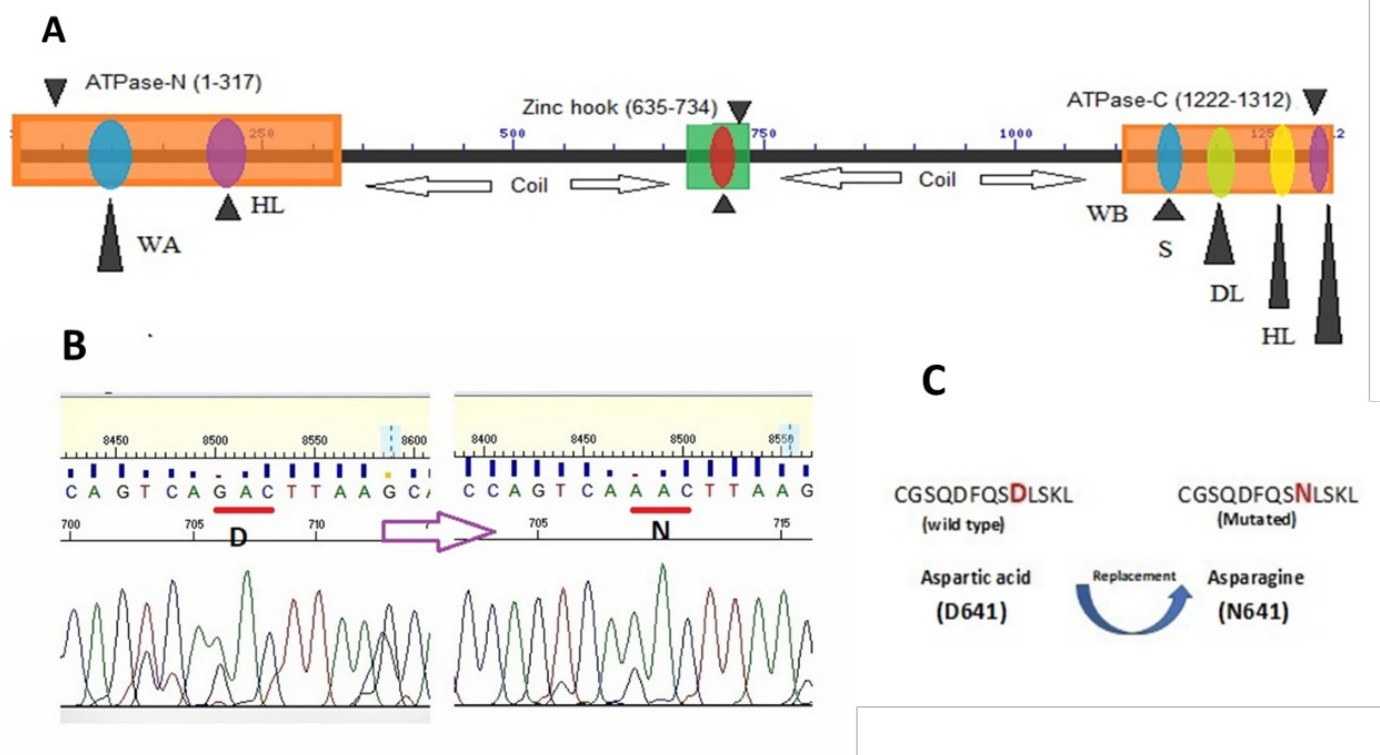 A
ATPase-N (1-317)
Zinc hook (635-734)
ATPase-C (1222-1312)
250
500
750
1000
1250
12
Coil
Coil
HL
WA
WB
S
DL
HL
B
C
8450 8500 8550 8600
C A G T C A G A C T T A A G C
700 705 710
D
8400 8450 8500 8550
C C A G T C A A A C T T A A G
705 715
N
CGSQDFQSDLSKL
(wild type)
CGSQDFQSNLSKL
(Mutated)
Aspartic acid
(D641)
Replacement
Asparagine
(N641)